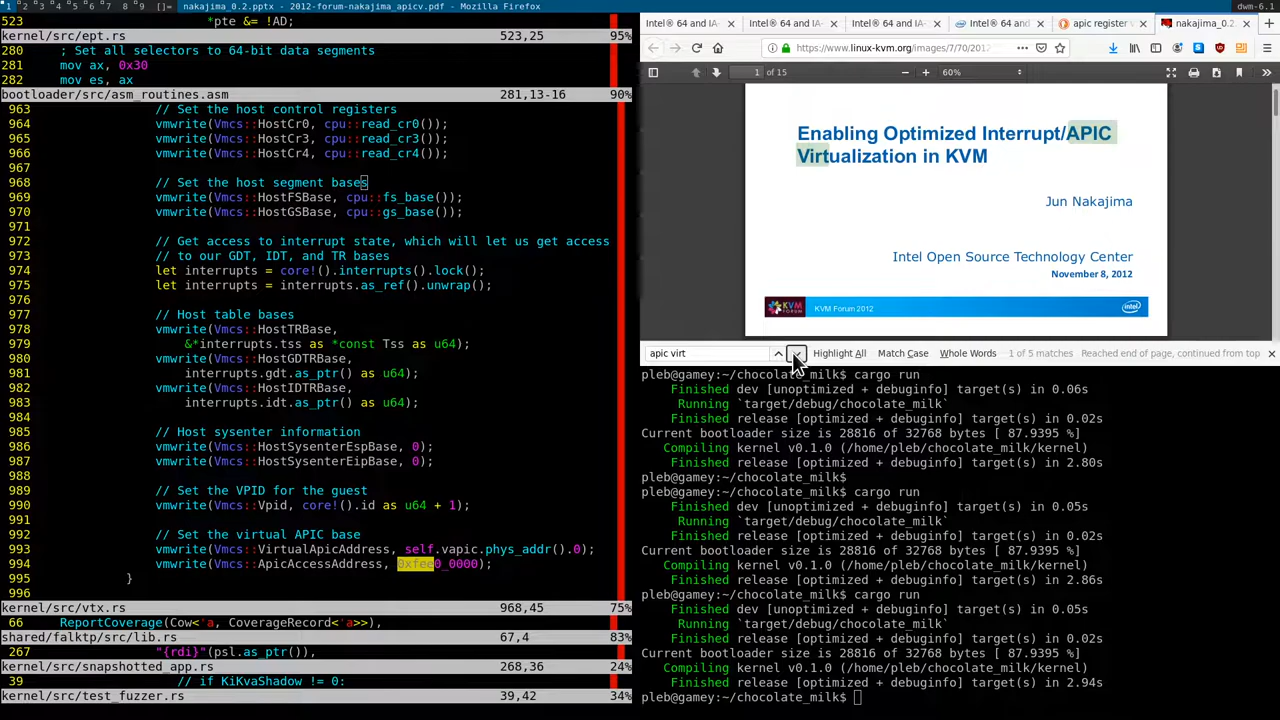 1 2 3 4 5 6 7 8 9 []= nakajima_0.2.pptx - 2012-forum-nakajima_apicv.pdf - Mozilla Firefox dwm-6.1
523 *pte &= !AD;
kernel/src/ept.rs 523,25 95%
280 ; Set all selectors to 64-bit data segments
281 mov ax, 0x30
282 mov es, ax
bootloader/src/asm_routines.asm 281,13-16 90%
963 // Set the host control registers
964 vmwrite(Vmcs::HostCr0, cpu::read_cr0());
965 vmwrite(Vmcs::HostCr3, cpu::read_cr3());
966 vmwrite(Vmcs::HostCr4, cpu::read_cr4());
967
968 // Set the host segment bases
969 vmwrite(Vmcs::HostFSBase, cpu::fs_base());
970 vmwrite(Vmcs::HostGSBase, cpu::gs_base());
971
972 // Get access to interrupt state, which will let us get access
973 // to our GDT, IDT, and TR bases
974 let interrupts = core!().interrupts().lock();
975 let interrupts = interrupts.as_ref().unwrap();
976
977 // Host table bases
978 vmwrite(Vmcs::HostTRBase,
979 &*interrupts.tss as *const Tss as u64);
980 vmwrite(Vmcs::HostGDTRBase,
981 interrupts.gdt.as_ptr() as u64);
982 vmwrite(Vmcs::HostIDTRBase,
983 interrupts.idt.as_ptr() as u64);
984
985 // Host sysenter information
986 vmwrite(Vmcs::HostSysenterEspBase, 0);
987 vmwrite(Vmcs::HostSysenterEipBase, 0);
988
989 // Set the VPID for the guest
990 vmwrite(Vmcs::Vpid, core!().id as u64 + 1);
991
992 // Set the virtual APIC base
993 vmwrite(Vmcs::VirtualApicAddress, self.vapic.phys_addr().0);
994 vmwrite(Vmcs::ApicAccessAddress, 0xfee0_0000);
995 }
996
kernel/src/vtx.rs 968,45 75%
66 ReportCoverage(Cow<'a, CoverageRecord<'a>>),
shared/falktp/src/lib.rs 67,4 83%
267 "{rdi}"(psl.as_ptr()),
kernel/src/snapshotted_app.rs 268,36 24%
39 // if KiKvaShadow != 0:
kernel/src/test_fuzzer.rs 39,42 34%
Intel® 64 and IA- Intel® 64 and IA- Intel® 64 and IA- Intel® 64 and apic register nakajima_0.2.
https://www.linux-kvm.org/images/7/70/2012
1 of 15 60%
Enabling Optimized Interrupt/APIC
Virtualization in KVM
Jun Nakajima
Intel Open Source Technology Center
November 8, 2012
KVM FORUM KVM Forum 2012 intel
apic virt Highlight All Match Case Whole Words 1 of 5 matches Reached end of page, continued from top
pleb@gamey:~/chocolate_milk$ cargo run
Finished dev [unoptimized + debuginfo] target(s) in 0.06s
Running `target/debug/chocolate_milk`
Finished release [optimized + debuginfo] target(s) in 0.02s
Current bootloader size is 28816 of 32768 bytes [ 87.9395 %]
Compiling kernel v0.1.0 (/home/pleb/chocolate_milk/kernel)
Finished release [optimized + debuginfo] target(s) in 2.80s
pleb@gamey:~/chocolate_milk$
pleb@gamey:~/chocolate_milk$ cargo run
Finished dev [unoptimized + debuginfo] target(s) in 0.05s
Running `target/debug/chocolate_milk`
Finished release [optimized + debuginfo] target(s) in 0.02s
Current bootloader size is 28816 of 32768 bytes [ 87.9395 %]
Compiling kernel v0.1.0 (/home/pleb/chocolate_milk/kernel)
Finished release [optimized + debuginfo] target(s) in 2.86s
pleb@gamey:~/chocolate_milk$ cargo run
Finished dev [unoptimized + debuginfo] target(s) in 0.05s
Running `target/debug/chocolate_milk`
Finished release [optimized + debuginfo] target(s) in 0.02s
Current bootloader size is 28816 of 32768 bytes [ 87.9395 %]
Compiling kernel v0.1.0 (/home/pleb/chocolate_milk/kernel)
Finished release [optimized + debuginfo] target(s) in 2.94s
pleb@gamey:~/chocolate_milk$